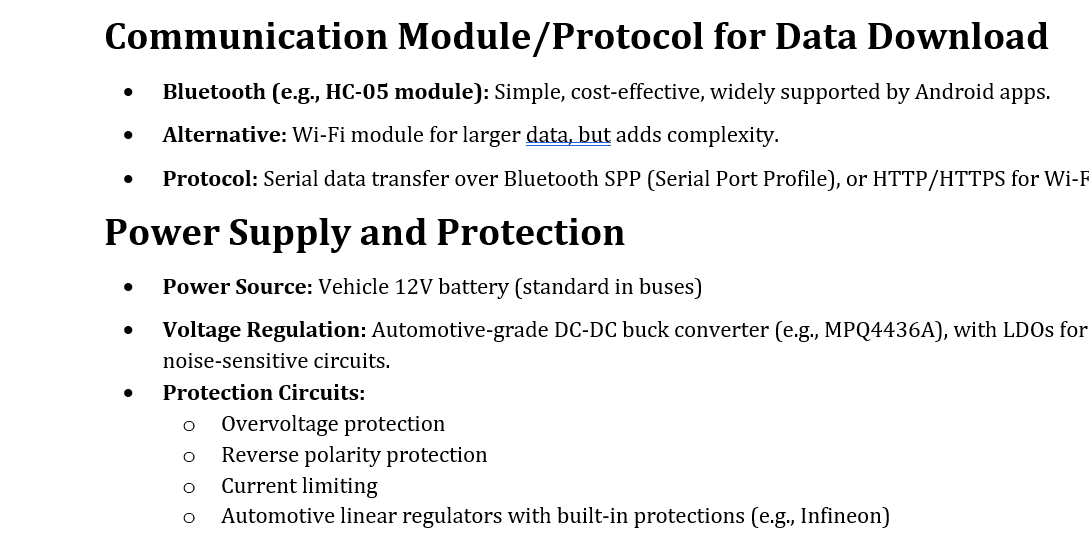 Communication Module/Protocol for Data Download
• Bluetooth (e.g., HC-05 module): Simple, cost-effective, widely supported by Android apps.
• Alternative: Wi-Fi module for larger data, but adds complexity.
• Protocol: Serial data transfer over Bluetooth SPP (Serial Port Profile), or HTTP/HTTPS for Wi-F
Power Supply and Protection
• Power Source: Vehicle 12V battery (standard in buses)
• Voltage Regulation: Automotive-grade DC-DC buck converter (e.g., MPQ4436A), with LDOs for
noise-sensitive circuits.
• Protection Circuits:
o Overvoltage protection
o Reverse polarity protection
o Current limiting
o Automotive linear regulators with built-in protections (e.g., Infineon)